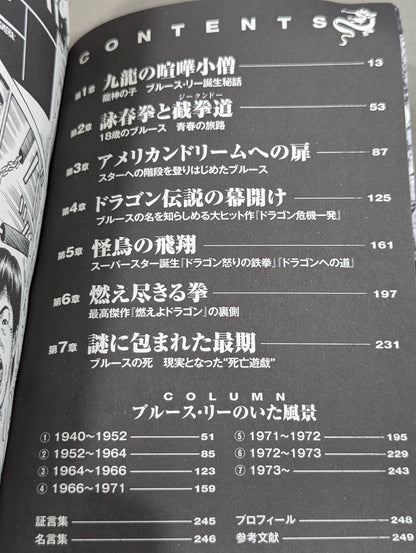 CONTENTS
第1章 九龍の喧嘩小僧 13
龍神の子 ブルース・リー誕生秘話
ジークンドー
第2章 詠春拳と截拳道 53
18歳のブルース 青春の旅路
第3章 アメリカンドリームへの扉 87
スターへの階段を登りはじめたブルース
第4章 ドラゴン伝説の幕開け 125
ブルースの名を知らしめる大ヒット作『ドラゴン危機一発』
第5章 怪鳥の飛翔 161
スーパースター誕生『ドラゴン怒りの鉄拳』『ドラゴンへの道』
第6章 燃え尽きる拳 197
最高傑作『燃えよドラゴン』の裏側
第7章 謎に包まれた最期 231
ブルースの死 現実となった“死亡遊戯”
COLUMN
ブルース・リーのいた風景
① 1940〜1952 51
② 1952〜1964 85
③ 1964〜1966 123
④ 1966〜1971 159
⑤ 1971〜1972 195
⑥ 1972〜1973 229
⑦ 1973〜 243
証言集 245
名言集 246
プロフィール 248
参考文献 249